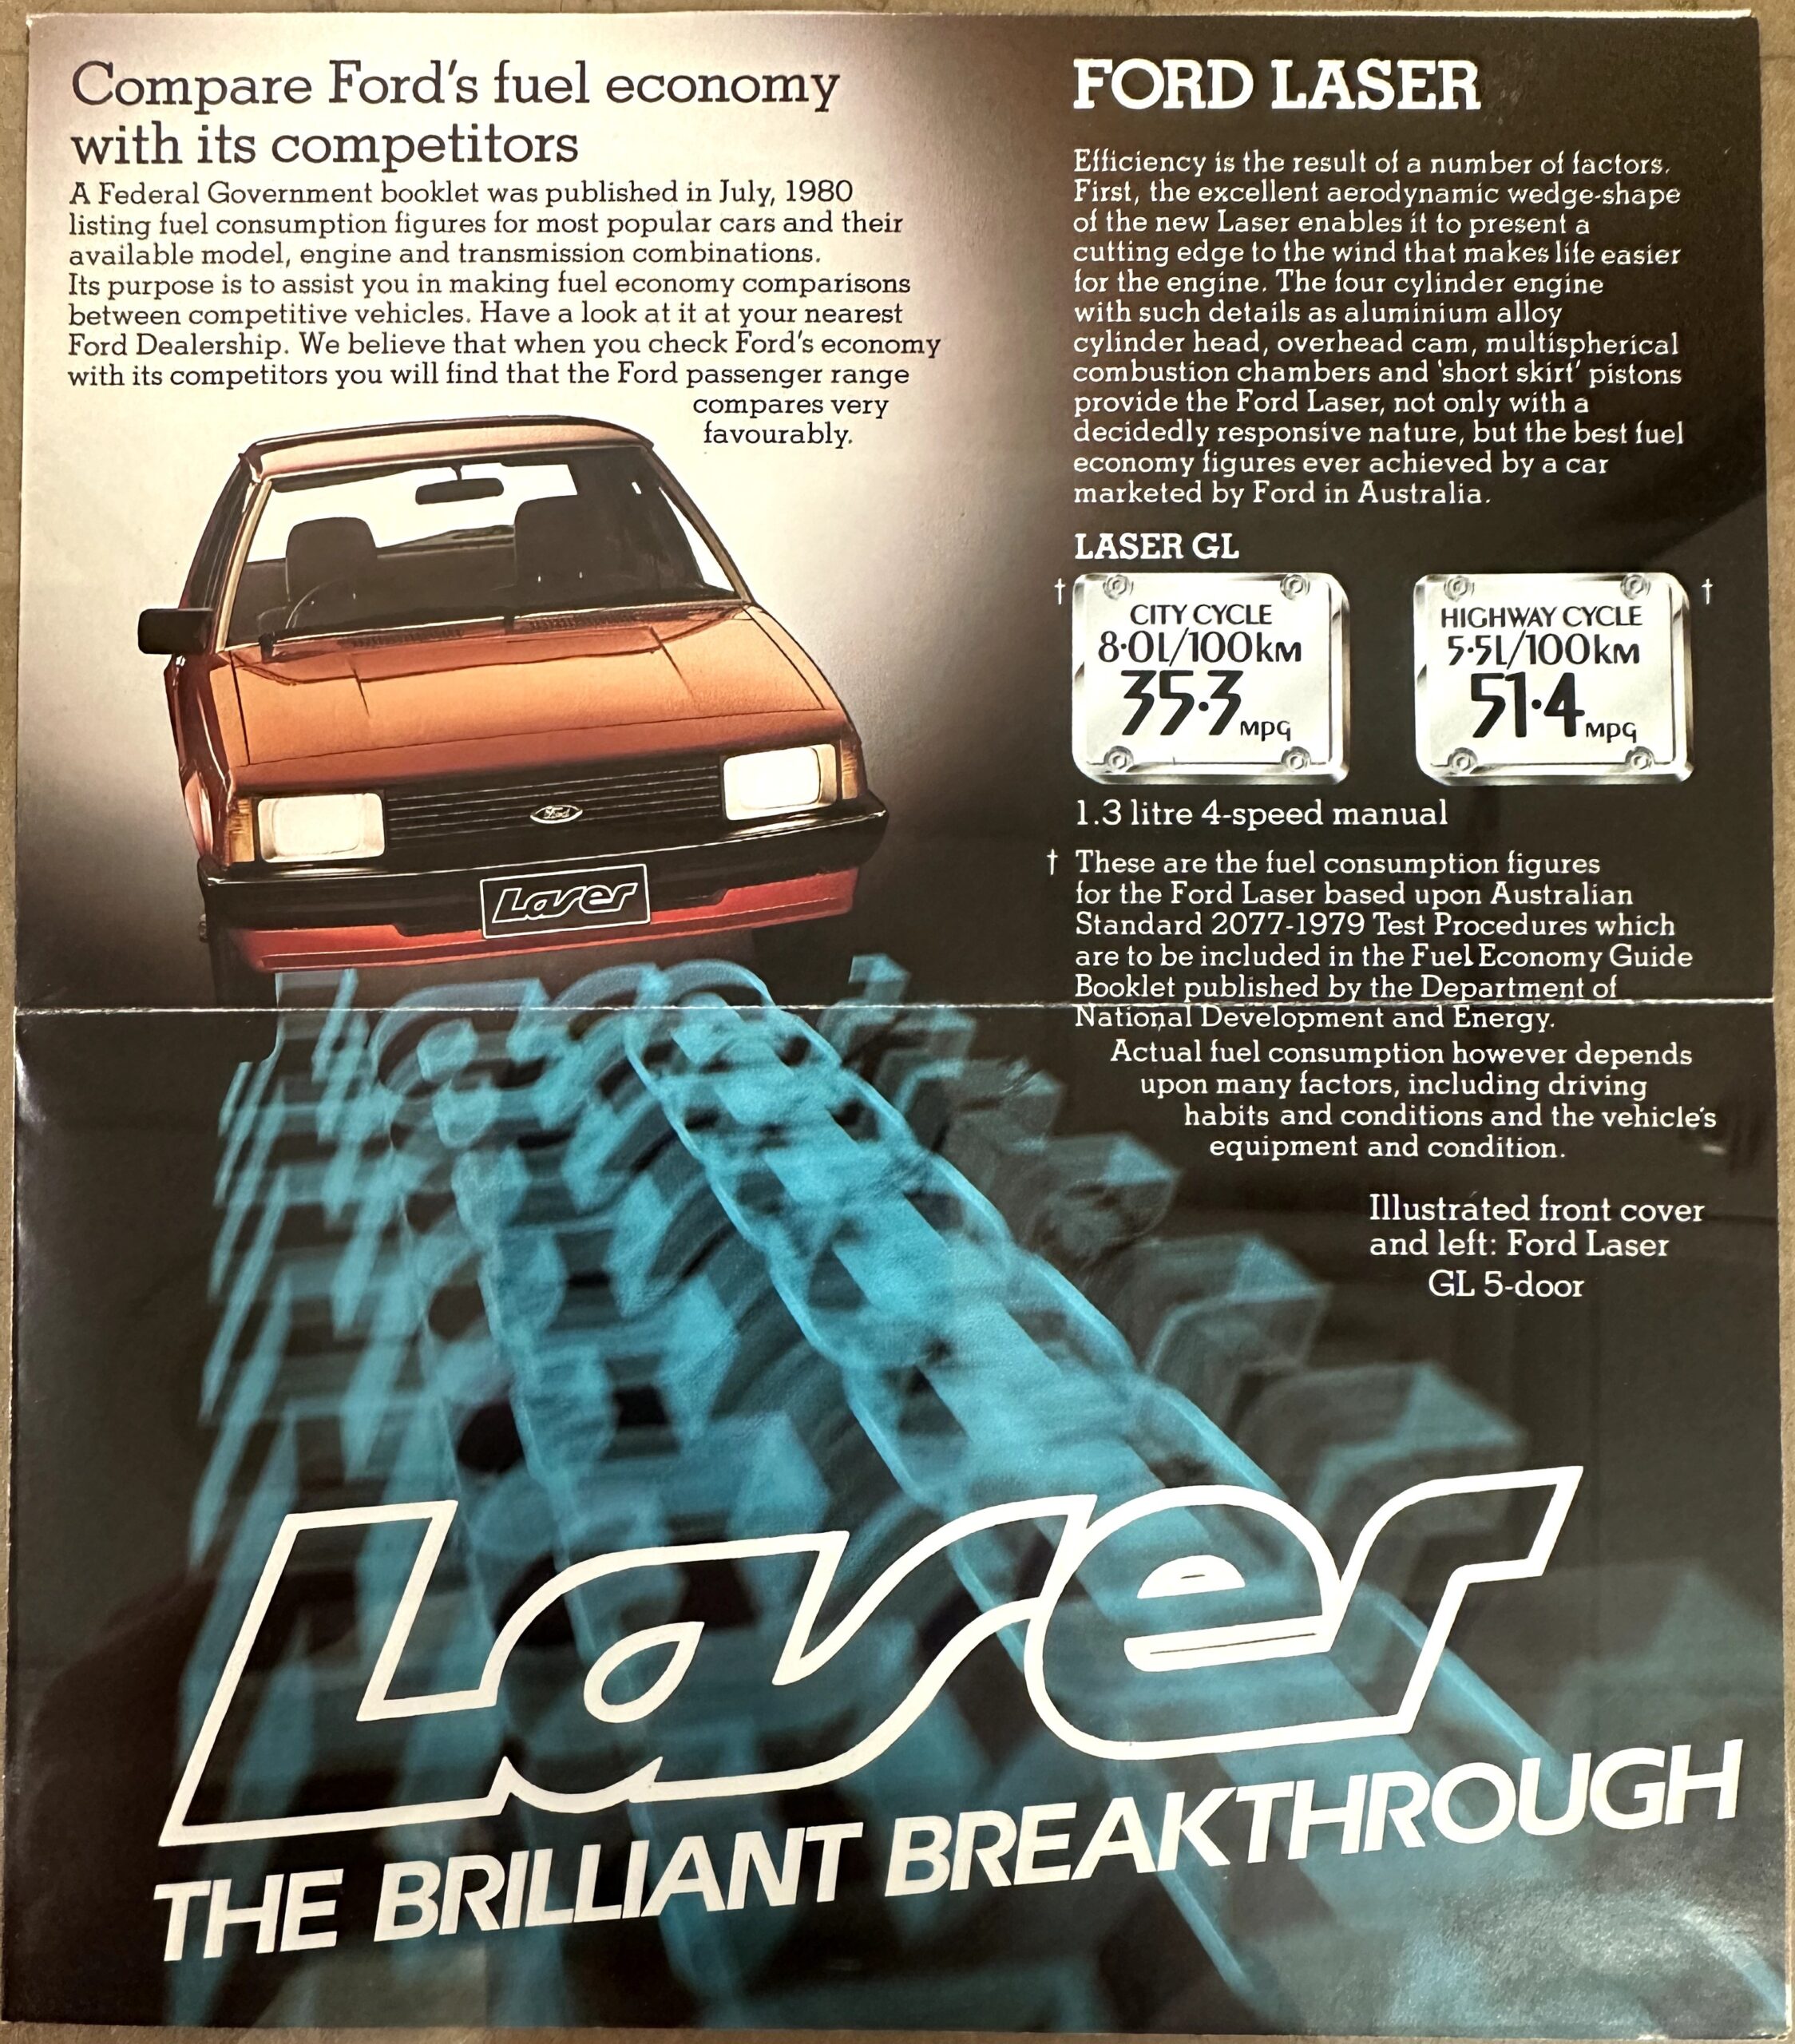 Compare Ford's fuel economy
with its competitors
A Federal Government booklet was published in July, 1980
listing fuel consumption figures for most popular cars and their
available model, engine and transmission combinations.
Its purpose is to assist you in making fuel economy comparisons
between competitive vehicles. Have a look at it at your nearest
Ford Dealership. We believe that when you check Ford's economy
with its competitors you will find that the Ford passenger range
compares very
favourably.
Ford
Laser
FORD LASER
Efficiency is the result of a number of factors.
First, the excellent aerodynamic wedge-shape
of the new Laser enables it to present a
cutting edge to the wind that makes life easier
for the engine. The four cylinder engine
with such details as aluminium alloy
cylinder head, overhead cam, multispherical
combustion chambers and 'short skirt' pistons
provide the Ford Laser, not only with a
decidedly responsive nature, but the best fuel
economy figures ever achieved by a car
marketed by Ford in Australia.
LASER GL
†
CITY CYCLE
8·0L/100kM
35·3 MPG
HIGHWAY CYCLE
5·5L/100kM
51·4 MPG
†
1.3 litre 4-speed manual
† These are the fuel consumption figures
for the Ford Laser based upon Australian
Standard 2077-1979 Test Procedures which
are to be included in the Fuel Economy Guide
Booklet published by the Department of
National Development and Energy.
Actual fuel consumption however depends
upon many factors, including driving
habits and conditions and the vehicle's
equipment and condition.
Illustrated front cover
and left: Ford Laser
GL 5-door
Laser
THE BRILLIANT BREAKTHROUGH